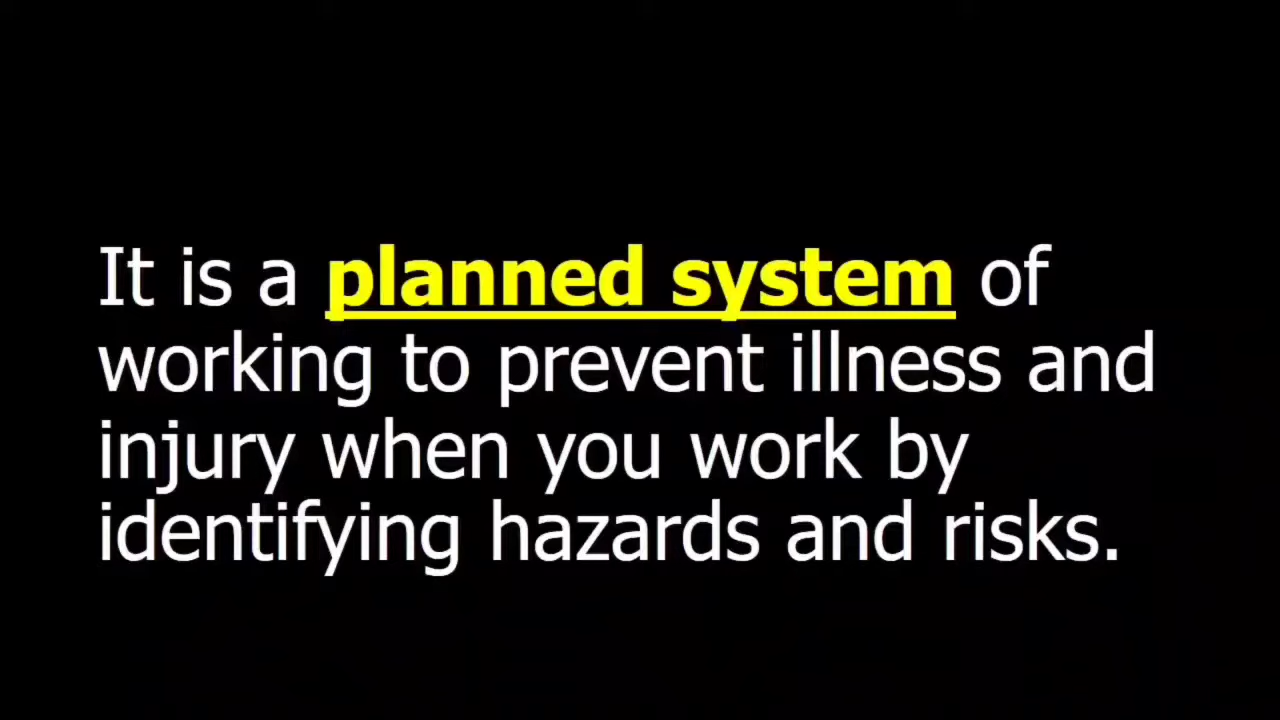 It is a planned system of
working to prevent illness and
injury when you work by
identifying hazards and risks.